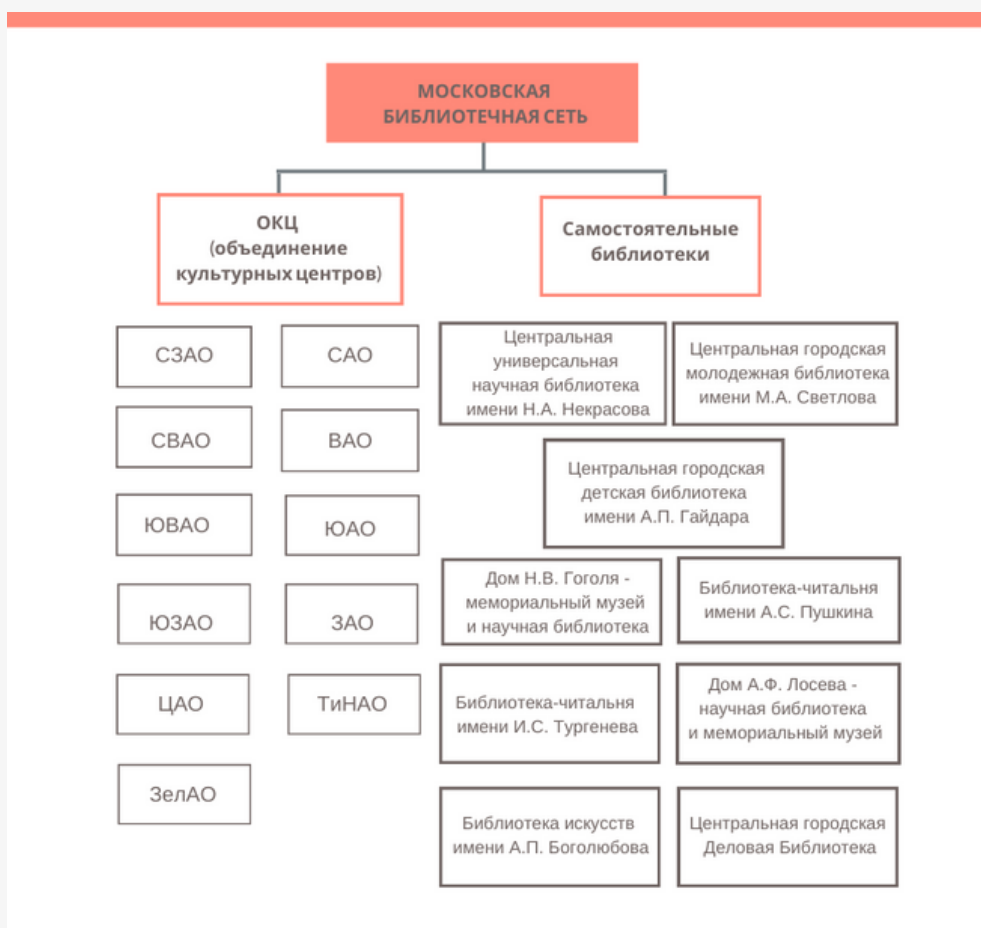 МОСКОВСКАЯ
БИБЛИОТЕЧНАЯ СЕТЬ
ОКЦ
(объединение
культурных центров)
Самостоятельные
библиотеки
СЗАО
САО
СВАО
ВАО
ЮВАО
ЮАО
ЮЗАО
ЗАО
ЦАО
ТиНАО
ЗелАО
Центральная
универсальная
научная библиотека
имени Н.А. Некрасова
Центральная городская
молодежная библиотека
имени М.А. Светлова
Центральная городская
детская библиотека
имени А.П. Гайдара
Дом Н.В. Гоголя -
мемориальный музей
и научная библиотека
Библиотека-читальня
имени А.С. Пушкина
Библиотека-читальня
имени И.С. Тургенева
Дом А.Ф. Лосева -
научная библиотека
и мемориальный музей
Библиотека искусств
имени А.П. Боголюбова
Центральная городская
Деловая Библиотека